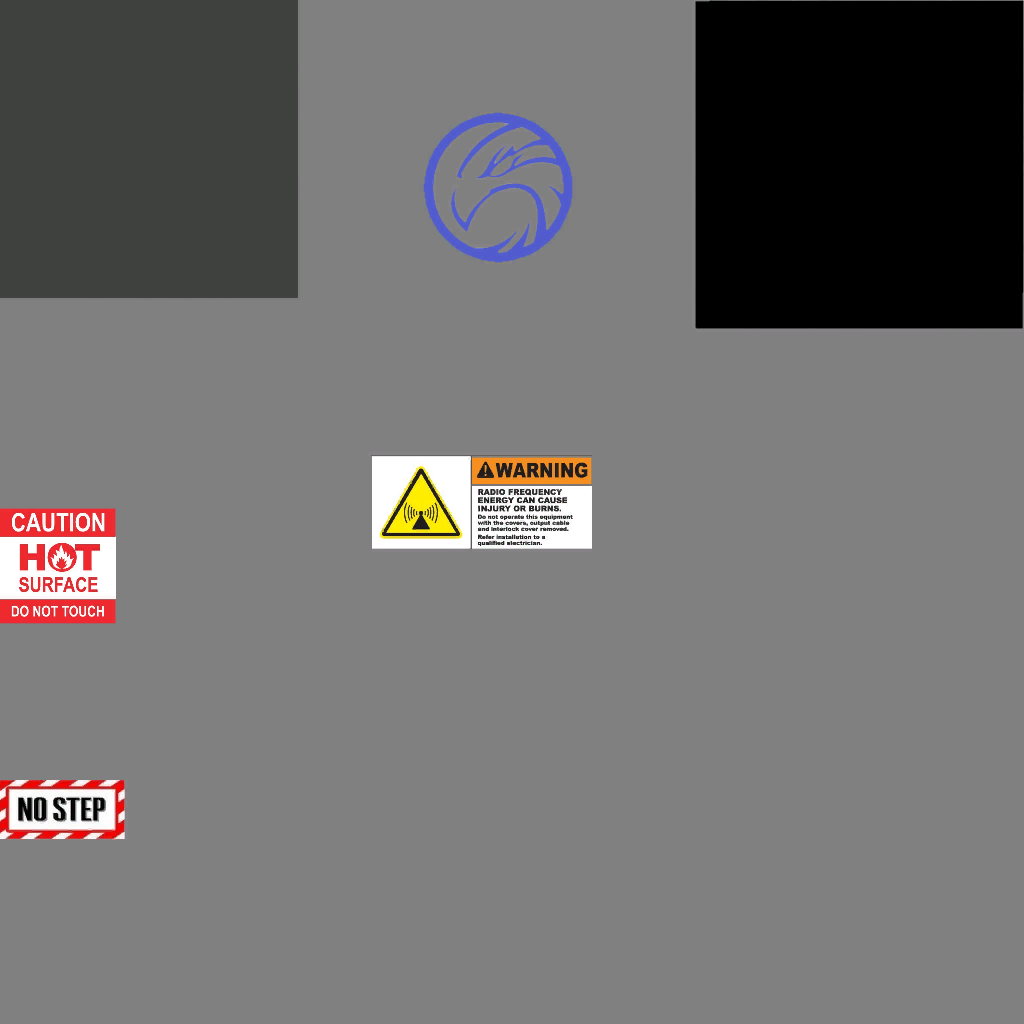 WARNING
RADIO FREQUENCY
ENERGY CAN CAUSE
INJURY OR BURNS.
Do not operate this equipment
with the covers, output cable
and interlock cover removed.
Refer installation to a
qualified electrician.
CAUTION
HOT
SURFACE
DO NOT TOUCH
NO STEP